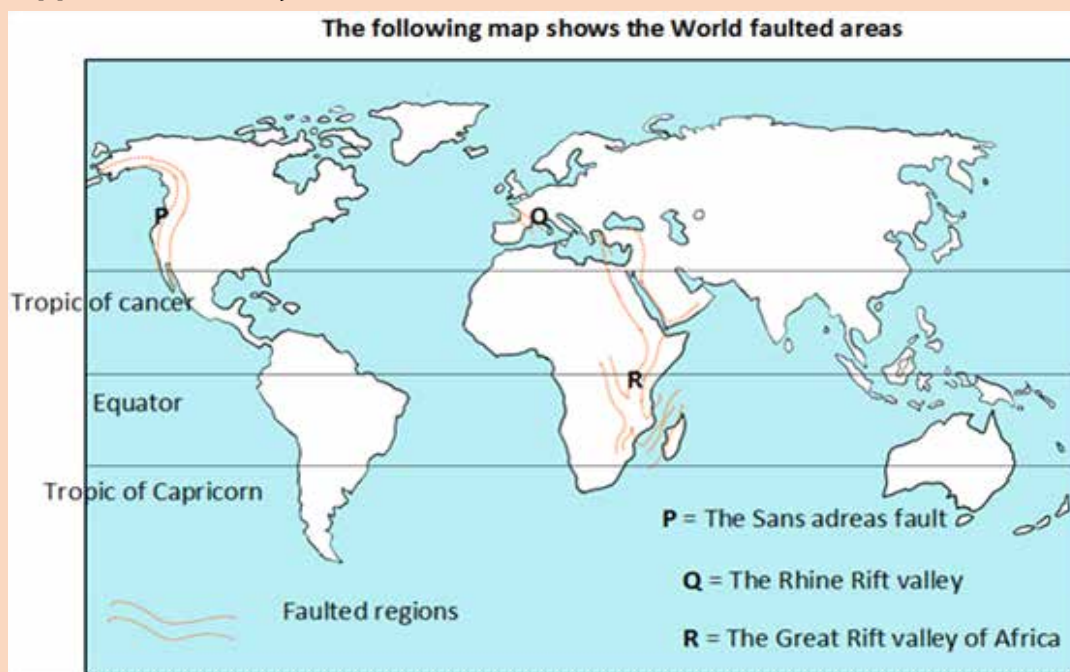 The following map shows the World faulted areas
P
Q
Tropic of cancer
R
Equator
Tropic of Capricorn
P = The Sans adreas fault
Q = The Rhine Rift valley
Faulted regions
R = The Great Rift valley of Africa